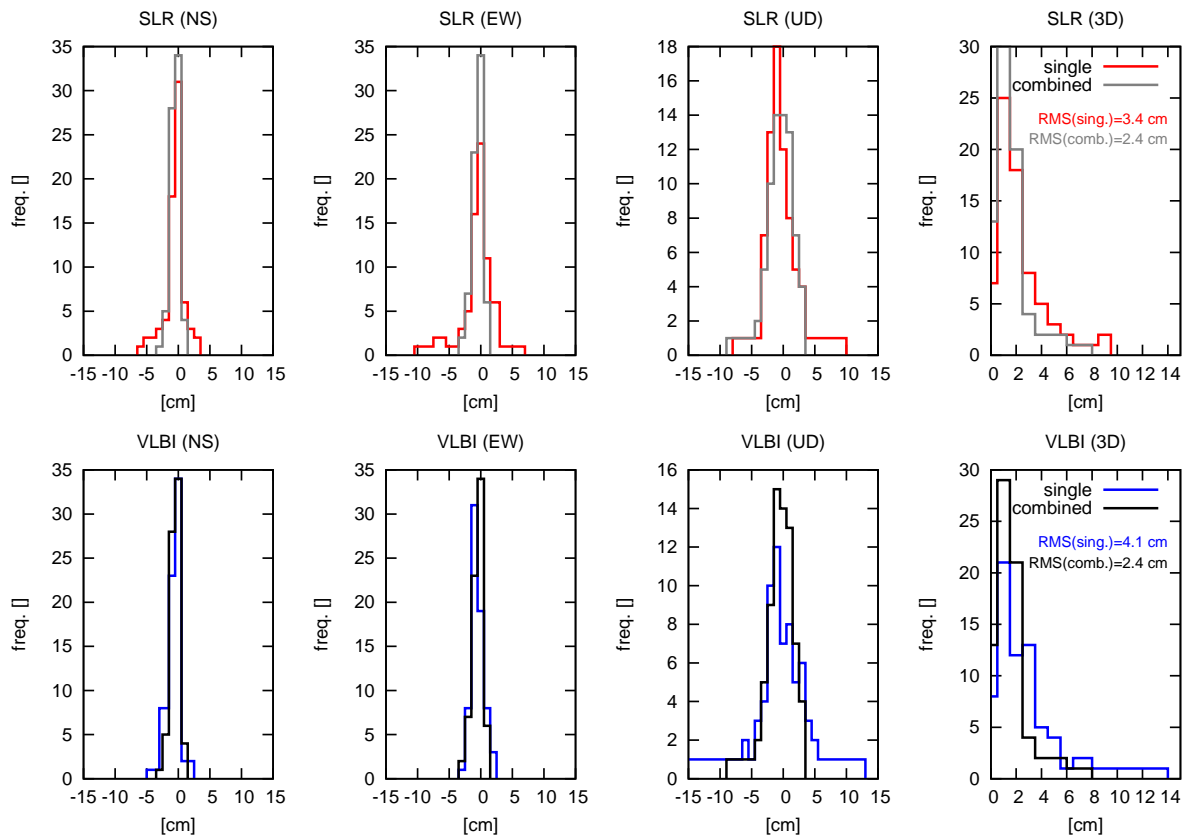 SLR (NS)
freq. []
35
30
25
20
15
10
5
0
-15 -10 -5 0 5 10 15
[cm]
SLR (EW)
freq. []
35
30
25
20
15
10
5
0
-15 -10 -5 0 5 10 15
[cm]
SLR (UD)
freq. []
18
16
14
12
10
8
6
4
2
0
-15 -10 -5 0 5 10 15
[cm]
SLR (3D)
freq. []
30
25
20
15
10
5
0
0 2 4 6 8 10 12 14
[cm]
single
combined
RMS(sing.)=3.4 cm
RMS(comb.)=2.4 cm
VLBI (NS)
freq. []
35
30
25
20
15
10
5
0
-15 -10 -5 0 5 10 15
[cm]
VLBI (EW)
freq. []
35
30
25
20
15
10
5
0
-15 -10 -5 0 5 10 15
[cm]
VLBI (UD)
freq. []
16
14
12
10
8
6
4
2
0
-15 -10 -5 0 5 10 15
[cm]
VLBI (3D)
freq. []
30
25
20
15
10
5
0
0 2 4 6 8 10 12 14
[cm]
single
combined
RMS(sing.)=4.1 cm
RMS(comb.)=2.4 cm